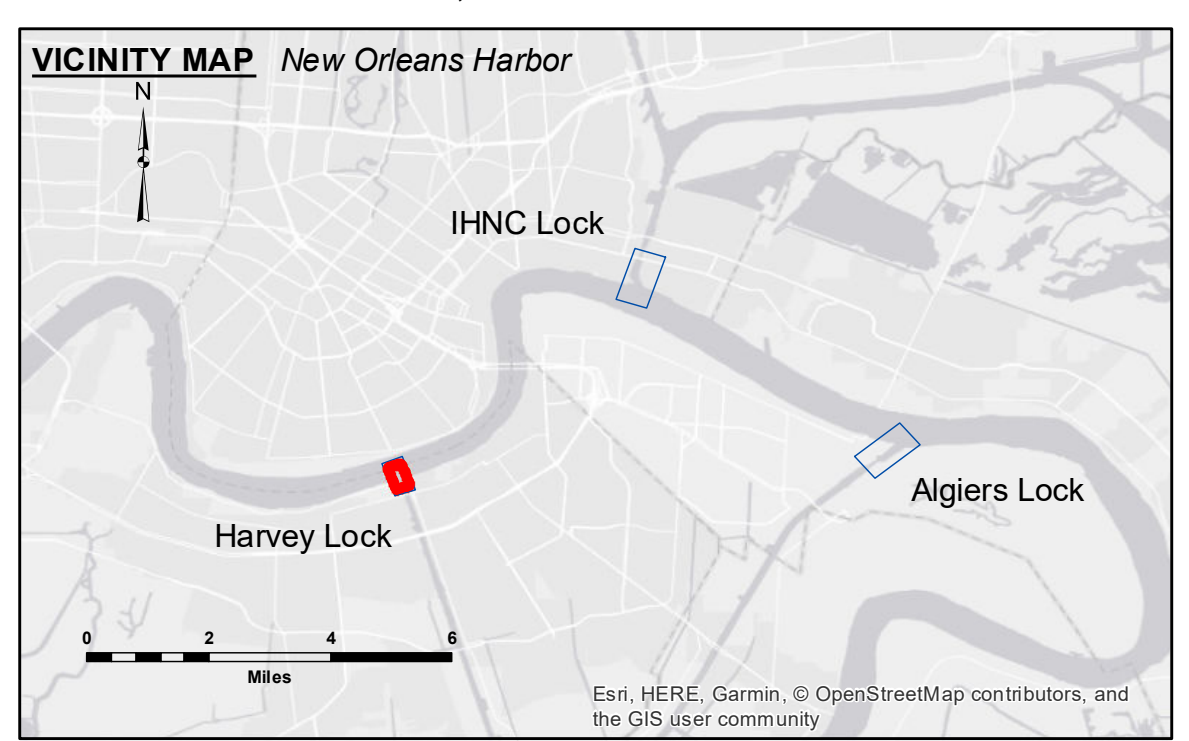 VICINITY MAP New Orleans Harbor
N
IHNC Lock
Algiers Lock
Harvey Lock
0 2 4 6
Miles
Esri, HERE, Garmin, © OpenStreetMap contributors, and
the GIS user community